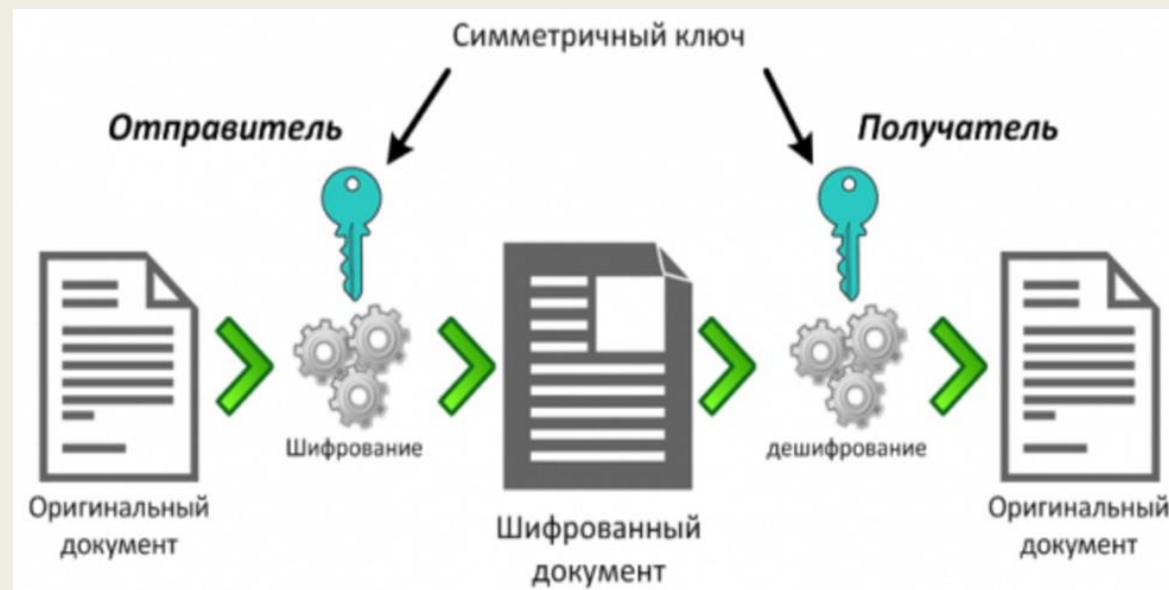 Симметричный ключ
Отправитель
Получатель
Шифрование
дешифрование
Оригинальный
документ
Шифрованный
документ
Оригинальный
документ